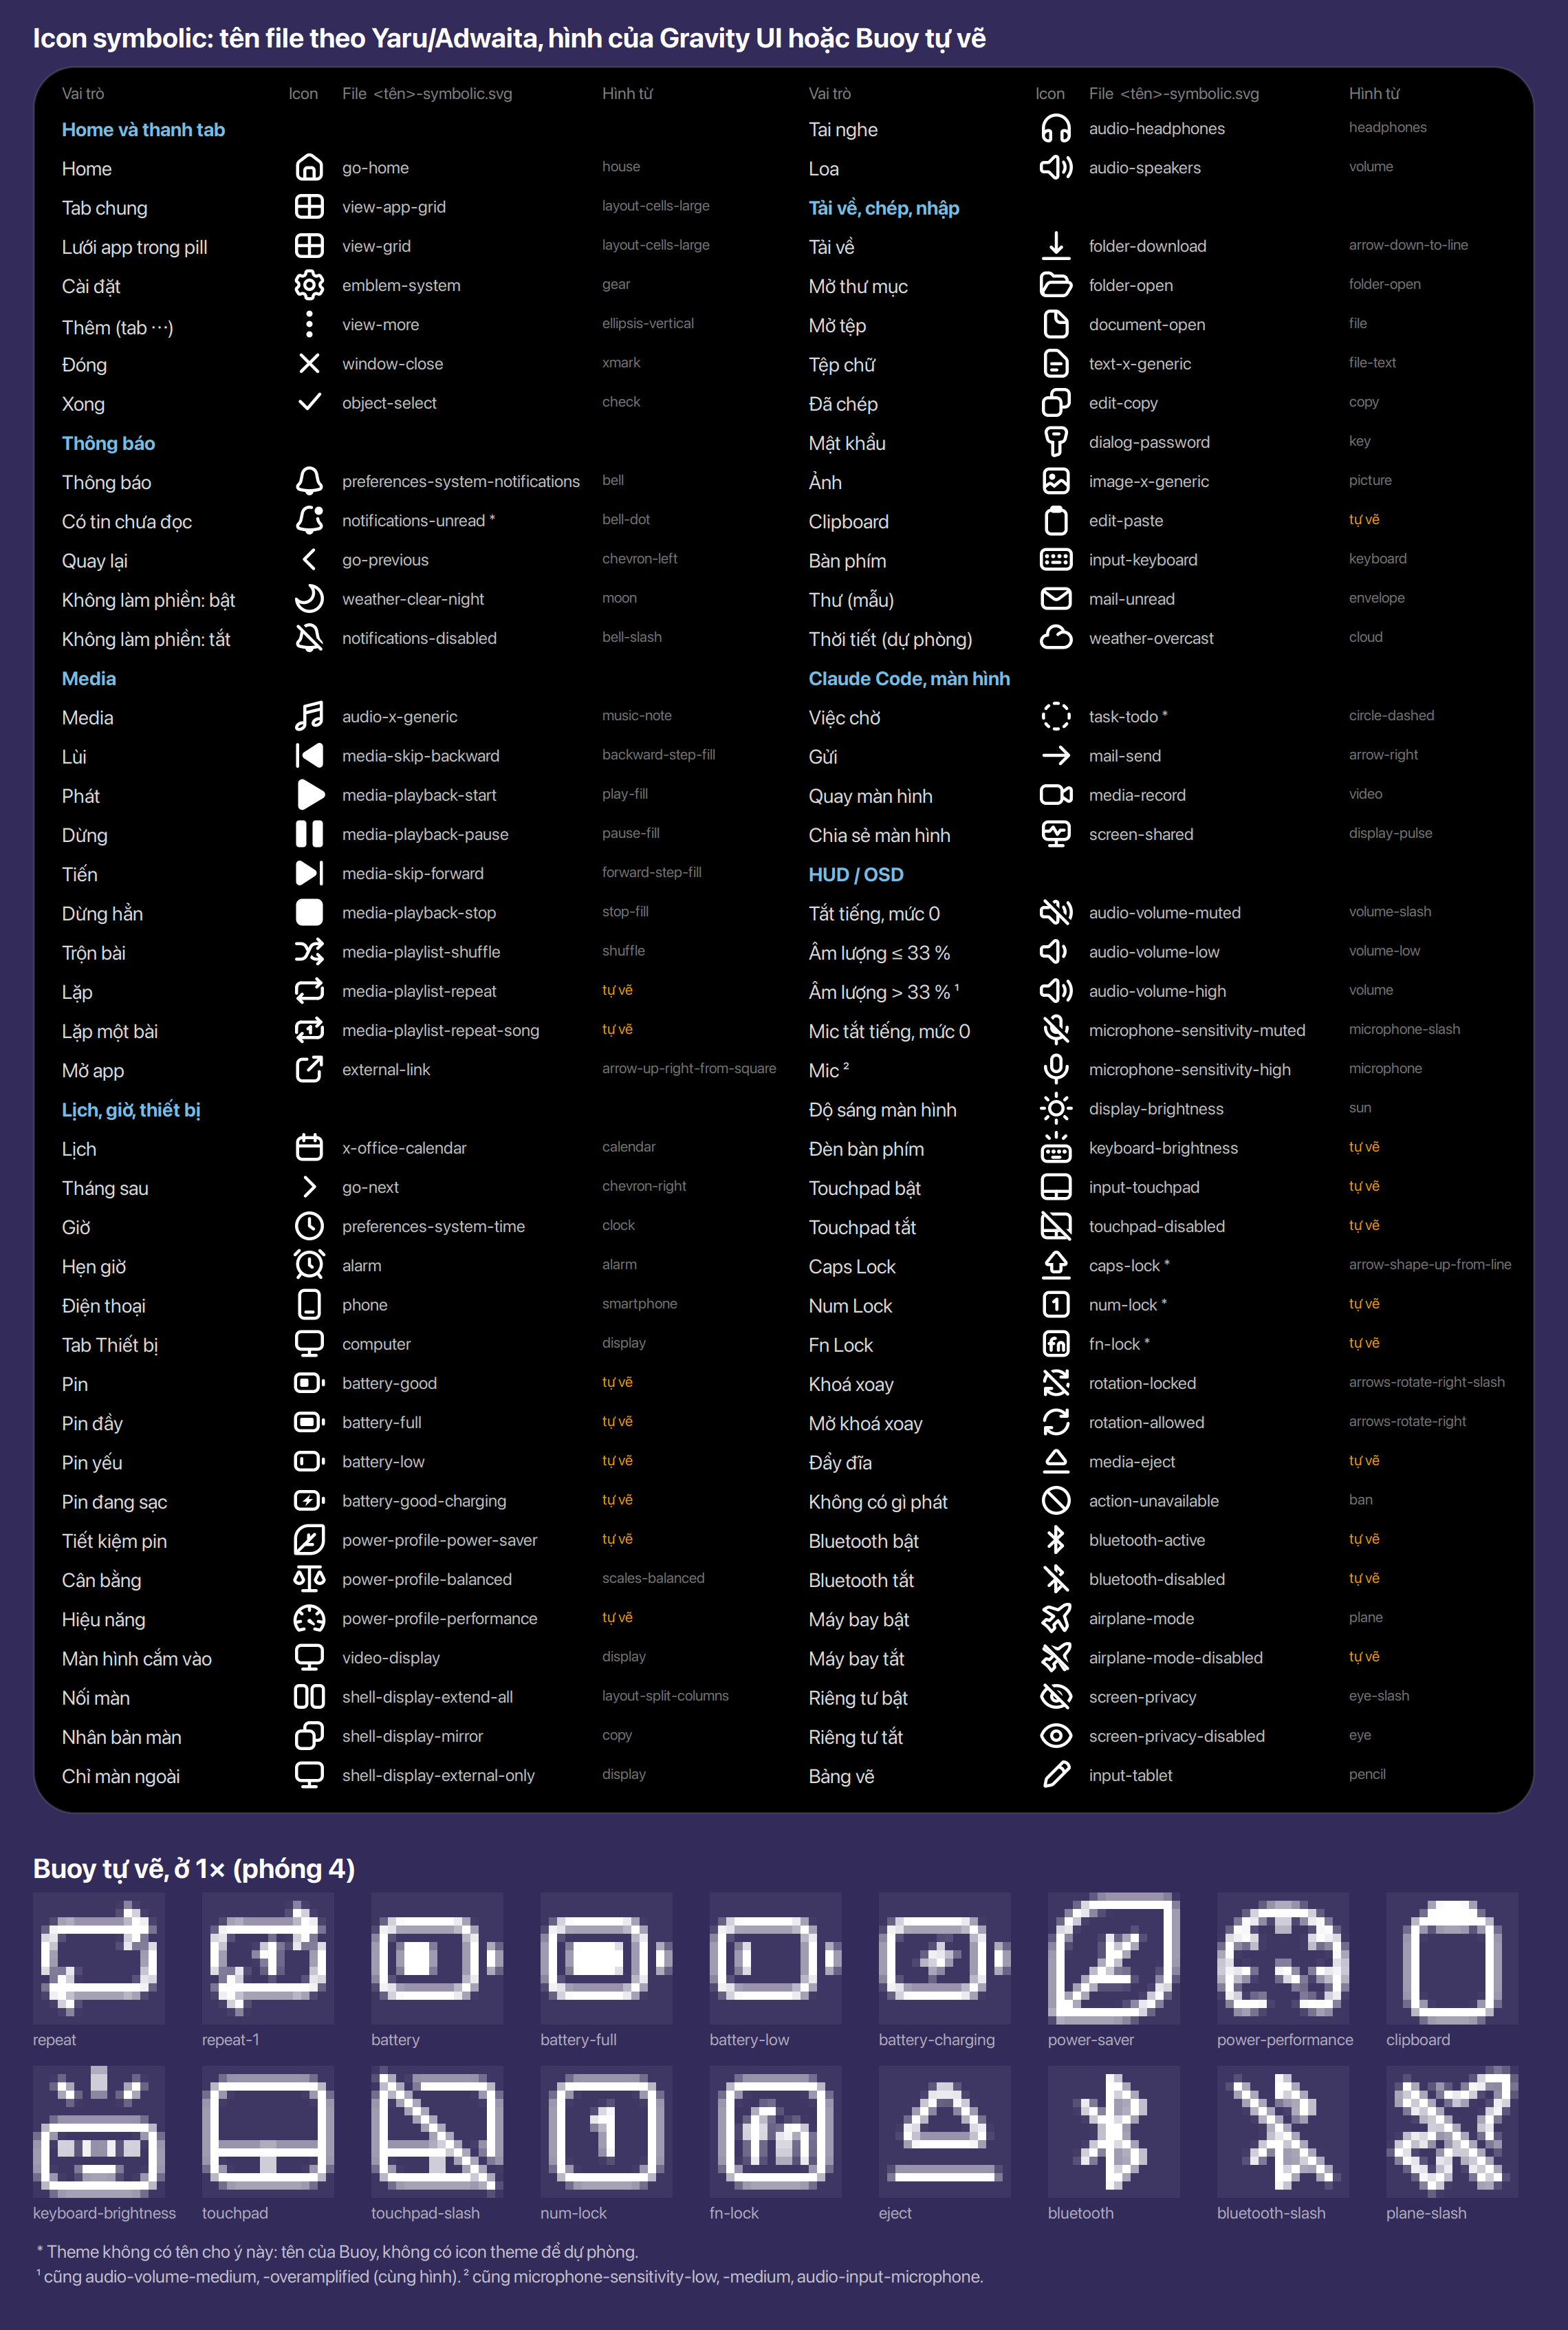 Icon symbolic: tên file theo Yaru/Adwaita, hình của Gravity UI hoặc Buoy tự vẽ
Vai trò Icon File <tên>-symbolic.svg Hình từ
Home và thanh tab
Home go-home house
Tab chung view-app-grid layout-cells-large
Lưới app trong pill view-grid layout-cells-large
Cài đặt emblem-system gear
Thêm (tab ⋯) view-more ellipsis-vertical
Đóng window-close xmark
Xong object-select check
Thông báo
Thông báo preferences-system-notifications bell
Có tin chưa đọc notifications-unread * bell-dot
Quay lại go-previous chevron-left
Không làm phiền: bật weather-clear-night moon
Không làm phiền: tắt notifications-disabled bell-slash
Media
Media audio-x-generic music-note
Lùi media-skip-backward backward-step-fill
Phát media-playback-start play-fill
Dừng media-playback-pause pause-fill
Tiến media-skip-forward forward-step-fill
Dừng hẳn media-playback-stop stop-fill
Trộn bài media-playlist-shuffle shuffle
Lặp media-playlist-repeat tự vẽ
Lặp một bài media-playlist-repeat-song tự vẽ
Mở app external-link arrow-up-right-from-square
Lịch, giờ, thiết bị
Lịch x-office-calendar calendar
Tháng sau go-next chevron-right
Giờ preferences-system-time clock
Hẹn giờ alarm alarm
Điện thoại phone smartphone
Tab Thiết bị computer display
Pin battery-good tự vẽ
Pin đầy battery-full tự vẽ
Pin yếu battery-low tự vẽ
Pin đang sạc battery-good-charging tự vẽ
Tiết kiệm pin power-profile-power-saver tự vẽ
Cân bằng power-profile-balanced scales-balanced
Hiệu năng power-profile-performance tự vẽ
Màn hình cắm vào video-display display
Nối màn shell-display-extend-all layout-split-columns
Nhân bản màn shell-display-mirror copy
Chỉ màn ngoài shell-display-external-only display
Vai trò Icon File <tên>-symbolic.svg Hình từ
Tai nghe audio-headphones headphones
Loa audio-speakers volume
Tải về, chép, nhập
Tải về folder-download arrow-down-to-line
Mở thư mục folder-open folder-open
Mở tệp document-open file
Tệp chữ text-x-generic file-text
Đã chép edit-copy copy
Mật khẩu dialog-password key
Ảnh image-x-generic picture
Clipboard edit-paste tự vẽ
Bàn phím input-keyboard keyboard
Thư (mẫu) mail-unread envelope
Thời tiết (dự phòng) weather-overcast cloud
Claude Code, màn hình
Việc chờ task-todo * circle-dashed
Gửi mail-send arrow-right
Quay màn hình media-record video
Chia sẻ màn hình screen-shared display-pulse
HUD / OSD
Tắt tiếng, mức 0 audio-volume-muted volume-slash
Âm lượng ≤ 33 % audio-volume-low volume-low
Âm lượng > 33 % ¹ audio-volume-high volume
Mic tắt tiếng, mức 0 microphone-sensitivity-muted microphone-slash
Mic ² microphone-sensitivity-high microphone
Độ sáng màn hình display-brightness sun
Đèn bàn phím keyboard-brightness tự vẽ
Touchpad bật input-touchpad tự vẽ
Touchpad tắt touchpad-disabled tự vẽ
Caps Lock caps-lock * arrow-shape-up-from-line
Num Lock num-lock * tự vẽ
Fn Lock fn-lock * tự vẽ
Khoá xoay rotation-locked arrows-rotate-right-slash
Mở khoá xoay rotation-allowed arrows-rotate-right
Đẩy đĩa media-eject tự vẽ
Không có gì phát action-unavailable ban
Bluetooth bật bluetooth-active tự vẽ
Bluetooth tắt bluetooth-disabled tự vẽ
Máy bay bật airplane-mode plane
Máy bay tắt airplane-mode-disabled tự vẽ
Riêng tư bật screen-privacy eye-slash
Riêng tư tắt screen-privacy-disabled eye
Bảng vẽ input-tablet pencil
Buoy tự vẽ, ở 1× (phóng 4)
repeat repeat-1 battery battery-full battery-low battery-charging power-saver power-performance clipboard
keyboard-brightness touchpad touchpad-slash num-lock fn-lock eject bluetooth bluetooth-slash plane-slash
* Theme không có tên cho ý này: tên của Buoy, không có icon theme để dự phòng.
¹ cũng audio-volume-medium, -overamplified (cùng hình). ² cũng microphone-sensitivity-low, -medium, audio-input-microphone.